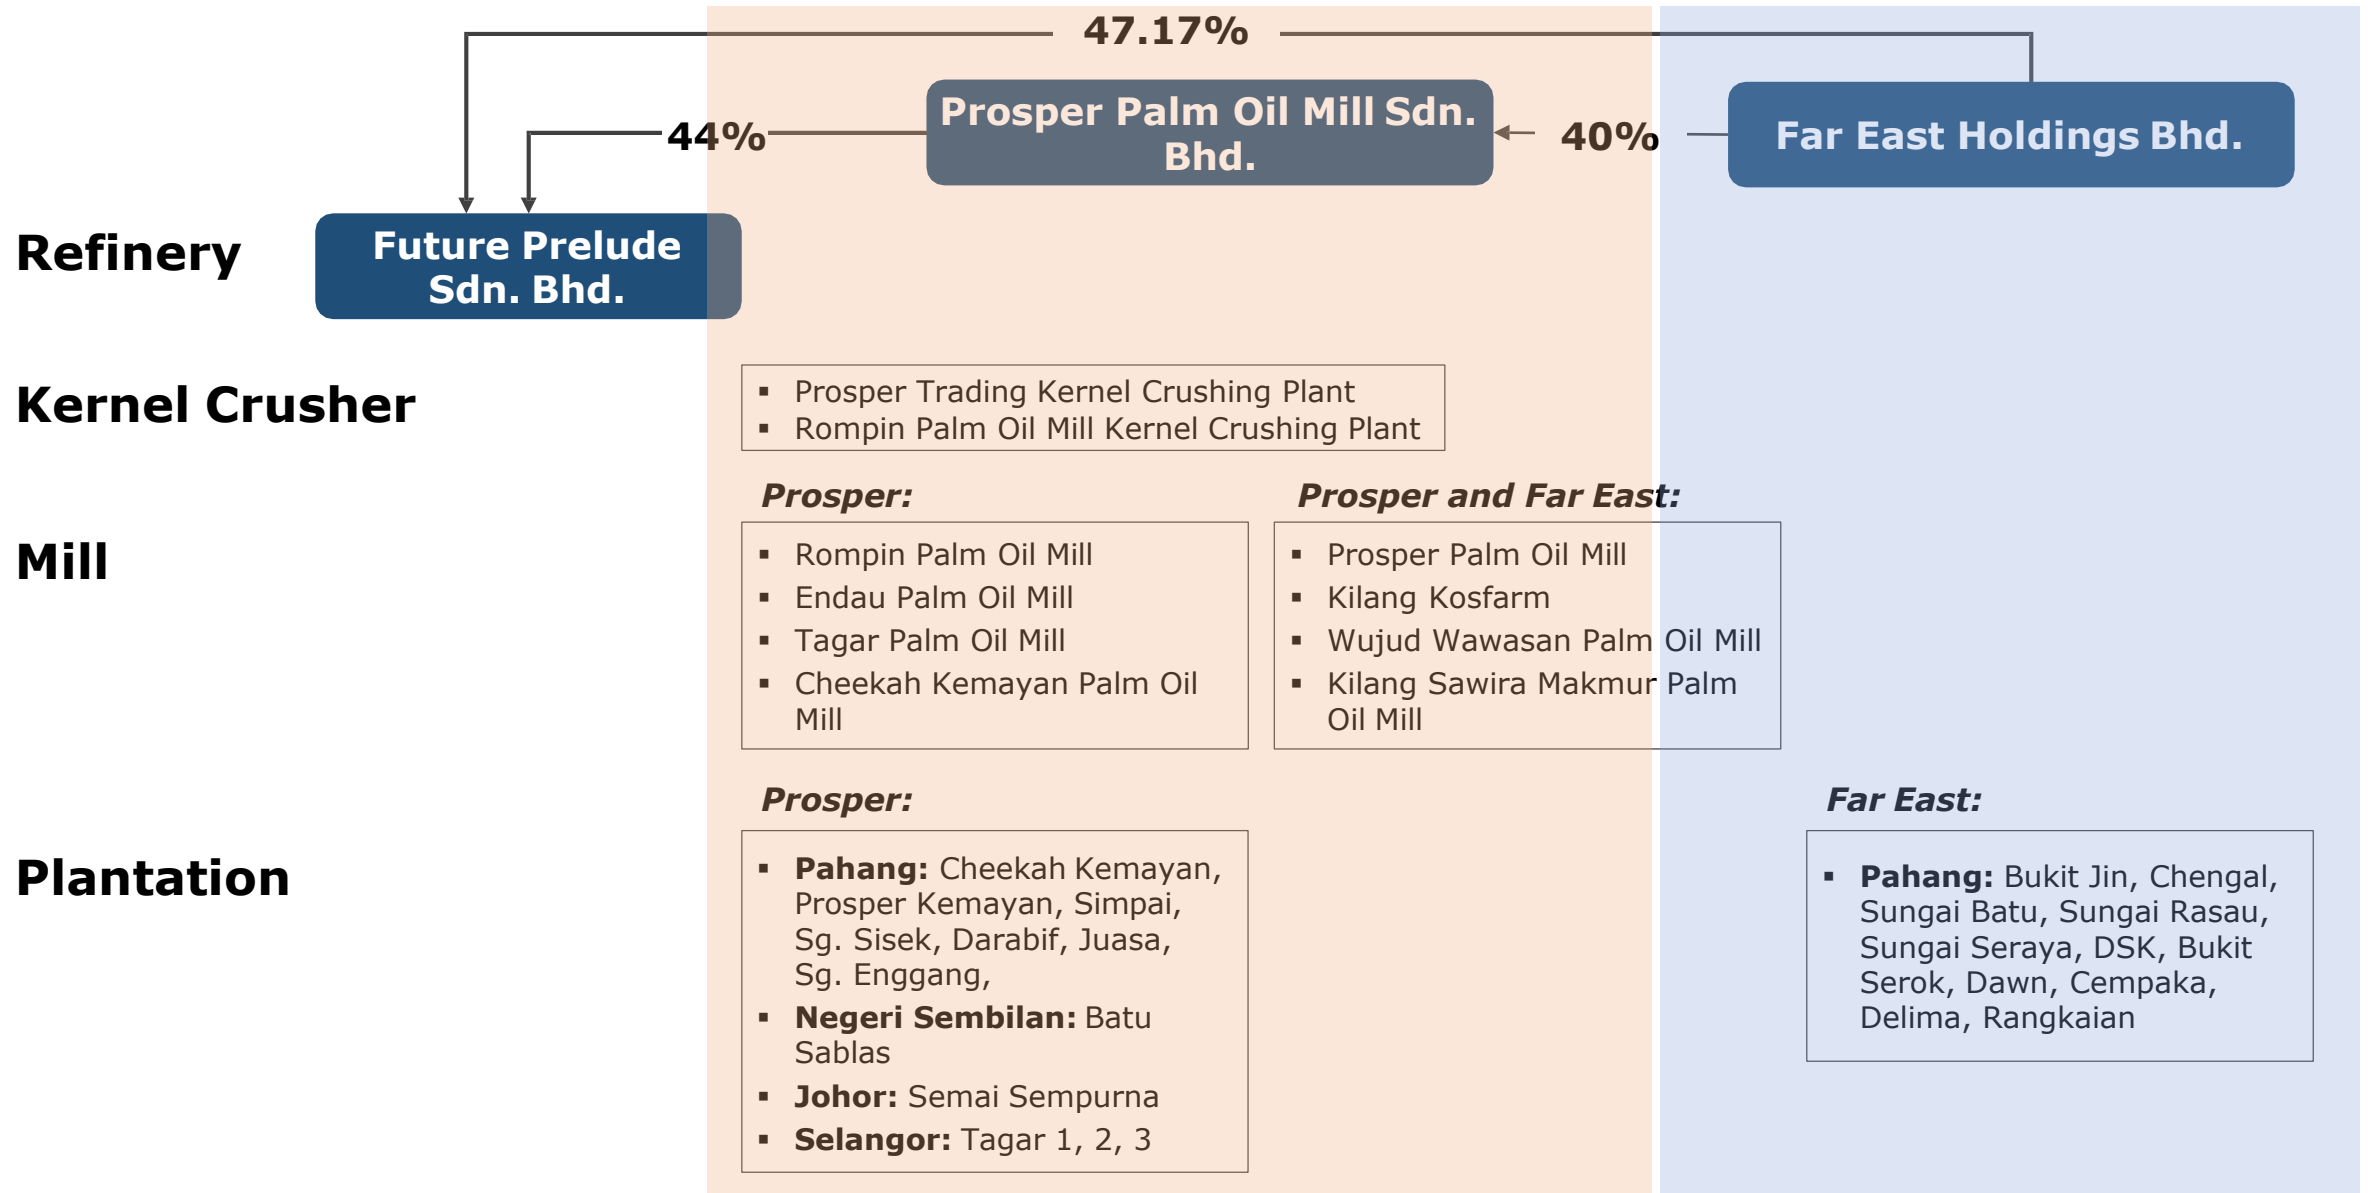 47.17%
Prosper Palm Oil Mill Sdn.
Bhd.
44%
40%
Far East Holdings Bhd.
Refinery
Future Prelude
Sdn. Bhd.
Kernel Crusher
▪ Prosper Trading Kernel Crushing Plant
▪ Rompin Palm Oil Mill Kernel Crushing Plant
Mill
Prosper:
▪ Rompin Palm Oil Mill
▪ Endau Palm Oil Mill
▪ Tagar Palm Oil Mill
▪ Cheekah Kemayan Palm Oil
Mill
Prosper and Far East:
▪ Prosper Palm Oil Mill
▪ Kilang Kosfarm
▪ Wujud Wawasan Palm Oil Mill
▪ Kilang Sawira Makmur Palm
Oil Mill
Plantation
Prosper:
▪ Pahang: Cheekah Kemayan,
Prosper Kemayan, Simpai,
Sg. Sisek, Darabif, Juasa,
Sg. Enggang,
▪ Negeri Sembilan: Batu
Sablas
▪ Johor: Semai Sempurna
▪ Selangor: Tagar 1, 2, 3
Far East:
▪ Pahang: Bukit Jin, Chengal,
Sungai Batu, Sungai Rasau,
Sungai Seraya, DSK, Bukit
Serok, Dawn, Cempaka,
Delima, Rangkaian